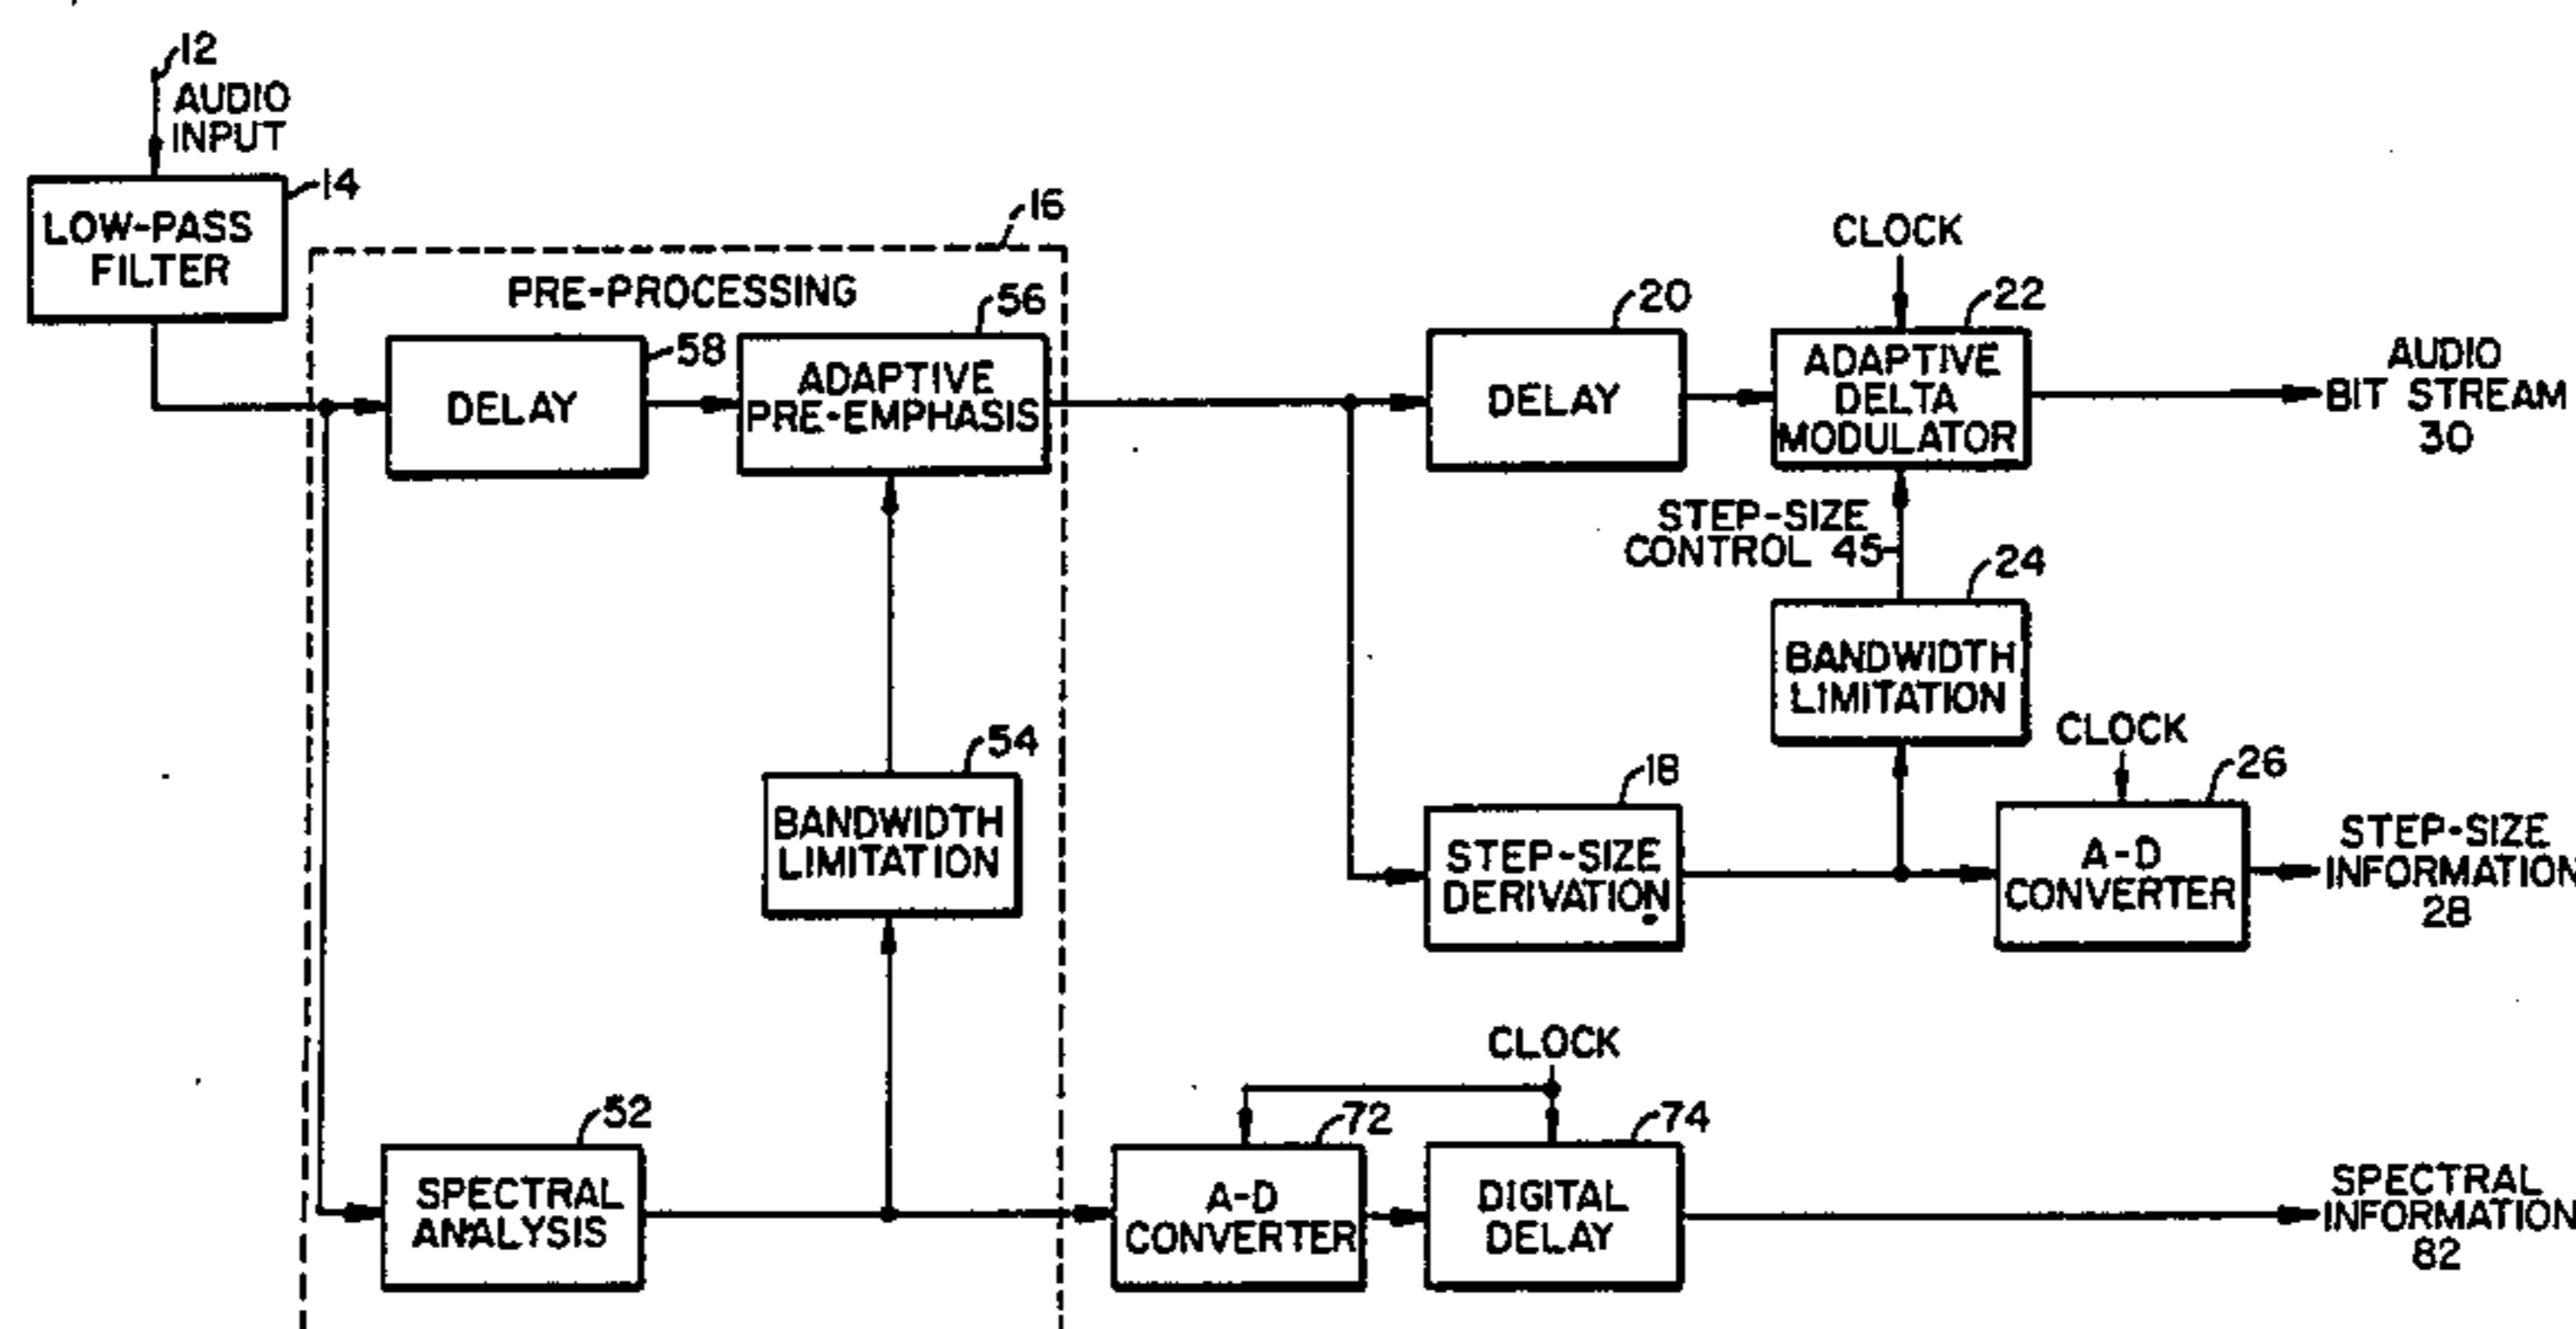 12
AUDIO
INPUT
14
LOW-PASS
FILTER
16
PRE-PROCESSING
58
DELAY
56
ADAPTIVE
PRE-EMPHASIS
20
DELAY
CLOCK
22
ADAPTIVE
DELTA
MODULATOR
AUDIO
BIT STREAM
30
STEP-SIZE
CONTROL 45
24
BANDWIDTH
LIMITATION
54
BANDWIDTH
LIMITATION
18
STEP-SIZE
DERIVATION
CLOCK
26
A-D
CONVERTER
STEP-SIZE
INFORMATION
28
52
SPECTRAL
ANALYSIS
CLOCK
72
A-D
CONVERTER
74
DIGITAL
DELAY
SPECTRAL
INFORMATION
82